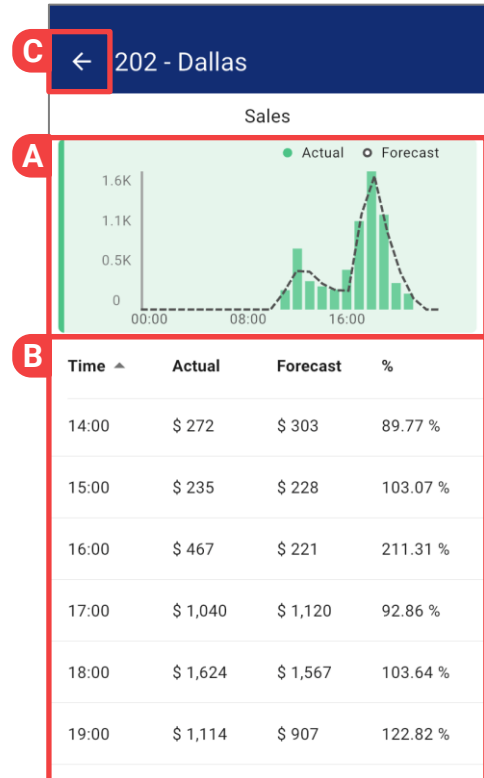 C
← 202 - Dallas
Sales
A
Actual Forecast
1.6K
1.1K
0.5K
0
00:00 08:00 16:00
B
Time Actual Forecast %
14:00 $ 272 $ 303 89.77 %
15:00 $ 235 $ 228 103.07 %
16:00 $ 467 $ 221 211.31 %
17:00 $ 1,040 $ 1,120 92.86 %
18:00 $ 1,624 $ 1,567 103.64 %
19:00 $ 1,114 $ 907 122.82 %